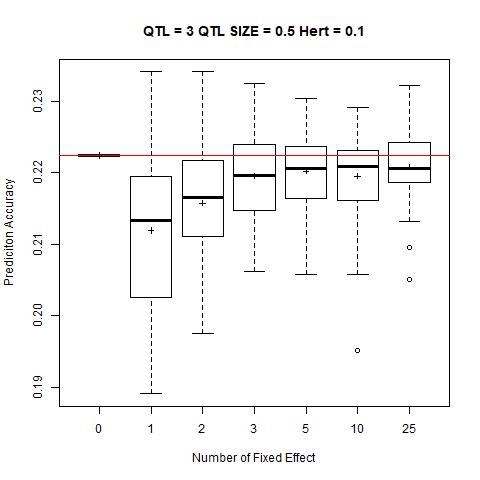 QTL = 3 QTL SIZE = 0.5 Hert = 0.1
0.23
0.22
0.21
0.20
0.19
Prediciton Accuracy
0 1 2 3 5 10 25
Number of Fixed Effect